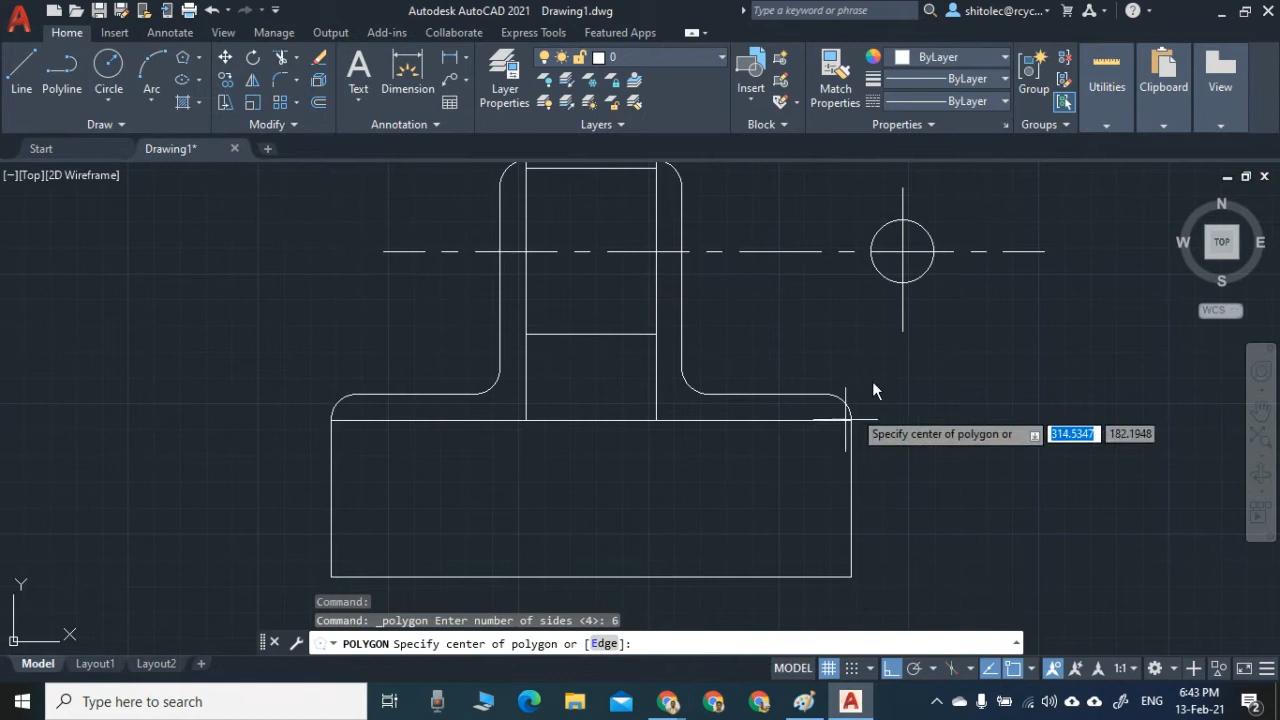 Autodesk AutoCAD 2021 Drawing1.dwg
Type a keyword or phrase
shitolec@rcyc...
Home Insert Annotate View Manage Output Add-ins Collaborate Express Tools Featured Apps
Line Polyline Circle Arc
Text Dimension
Layer Properties
0
Insert
Match Properties
ByLayer
ByLayer
ByLayer
Group
Utilities Clipboard View
Draw Modify Annotation Layers Block Properties Groups
Start Drawing1*
[−][Top][2D Wireframe]
N
W TOP E
S
WCS
Specify center of polygon or 314.5347 182.1948
Y
X
Command:
Command: _polygon Enter number of sides <4>: 6
POLYGON Specify center of polygon or [Edge]:
Model Layout1 Layout2
MODEL 1:1
Type here to search
A
ENG
6:43 PM
13-Feb-21
2